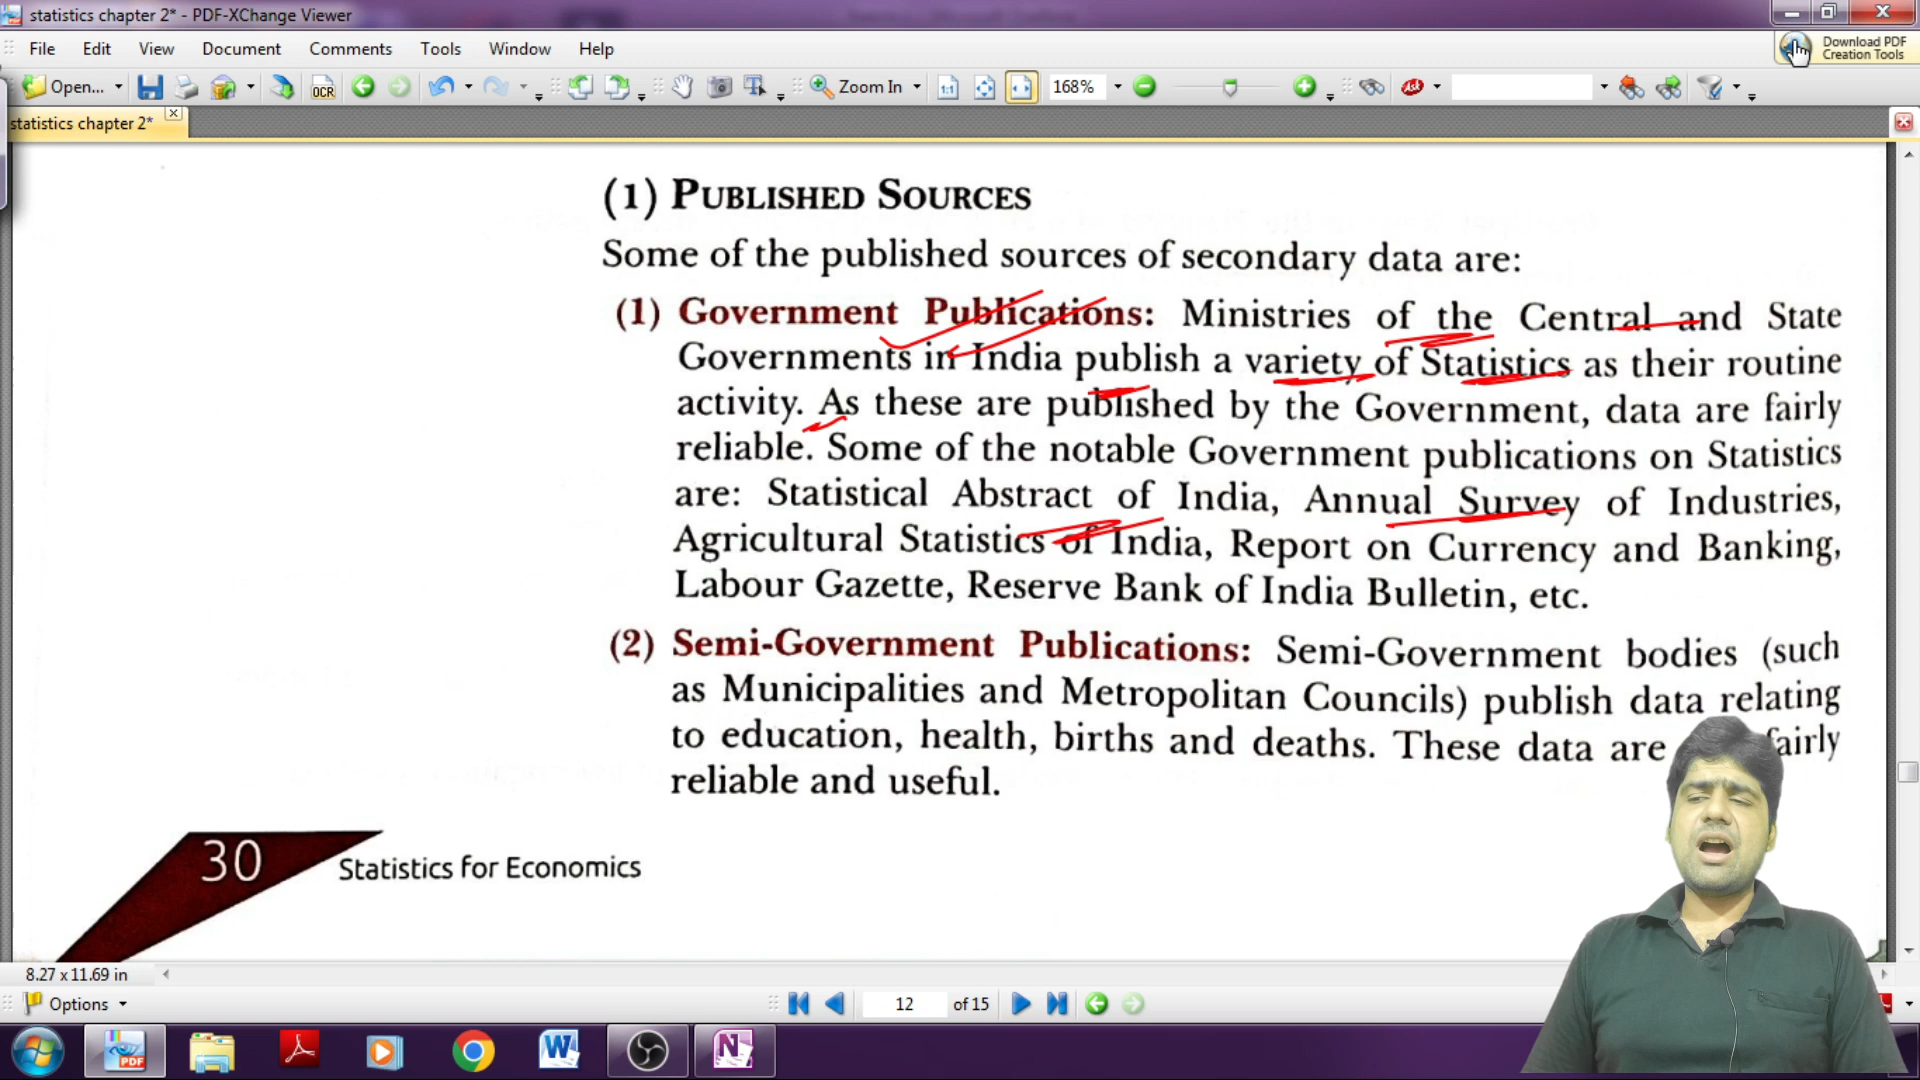 statistics chapter 2* - PDF-XChange Viewer
File Edit View Document Comments Tools Window Help
Download PDF
Creation Tools
Open... OCR Zoom In 1:1 168%
statistics chapter 2*
(1) PUBLISHED SOURCES
Some of the published sources of secondary data are:
(1) Government Publications: Ministries of the Central and State
Governments in India publish a variety of Statistics as their routine
activity. As these are published by the Government, data are fairly
reliable. Some of the notable Government publications on Statistics
are: Statistical Abstract of India, Annual Survey of Industries,
Agricultural Statistics of India, Report on Currency and Banking,
Labour Gazette, Reserve Bank of India Bulletin, etc.
(2) Semi-Government Publications: Semi-Government bodies (such
as Municipalities and Metropolitan Councils) publish data relating
to education, health, births and deaths. These data are fairly
reliable and useful.
30 Statistics for Economics
8.27 x 11.69 in
Options 12 of 15
PDF W N